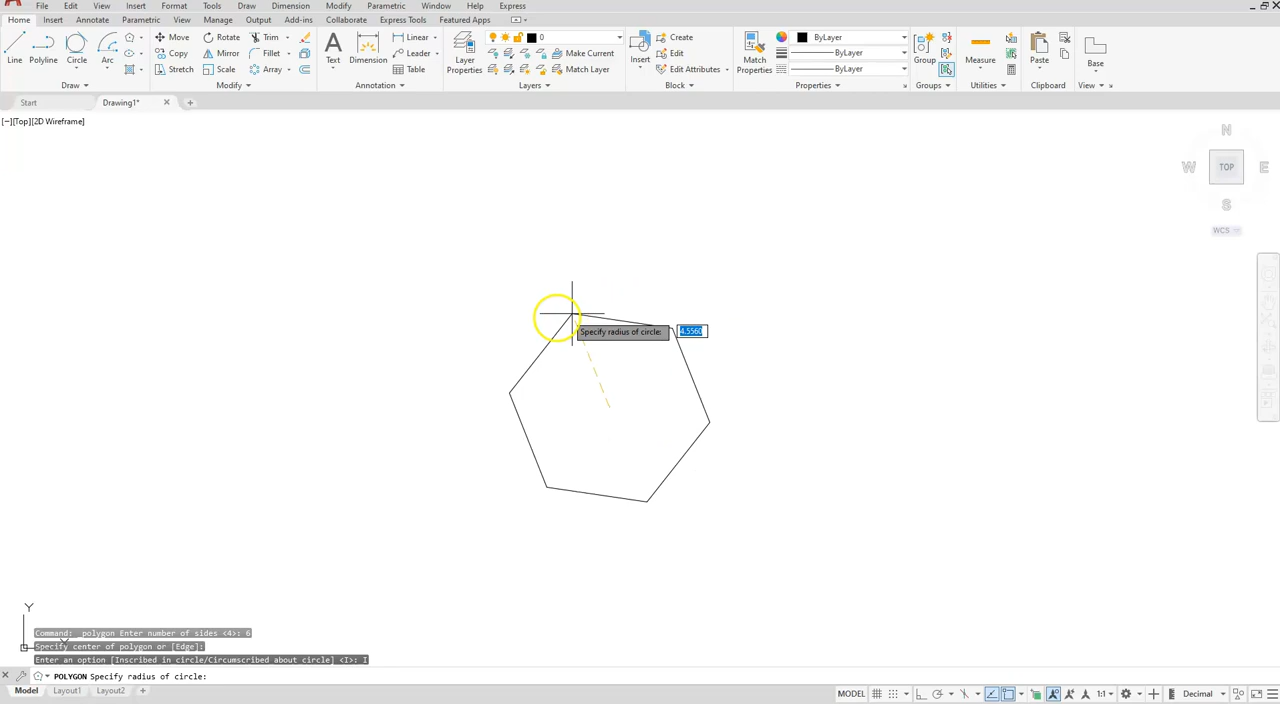 File Edit View Insert Format Tools Draw Dimension Modify Parametric Window Help Express
Home Insert Annotate Parametric View Manage Output Add-ins Collaborate Express Tools Featured Apps
Line Polyline Circle Arc
Move Rotate Trim
Copy Mirror Fillet
Stretch Scale Array
Text Dimension
Linear
Leader
Table
Layer Properties
0
Make Current
Match Layer
Insert
Create
Edit
Edit Attributes
Match Properties
ByLayer
ByLayer
ByLayer
Group
Measure
Paste
Base
Draw Modify Annotation Layers Block Properties Groups Utilities Clipboard View
Start Drawing1*
[−][Top][2D Wireframe]
N
W TOP E
S
WCS
Specify radius of circle: 4.5560
Y
Command: _polygon Enter number of sides <4>: 6
Specify center of polygon or [Edge]:
Enter an option [Inscribed in circle/Circumscribed about circle] <I>: I
POLYGON Specify radius of circle:
Model Layout1 Layout2
MODEL 1:1 Decimal